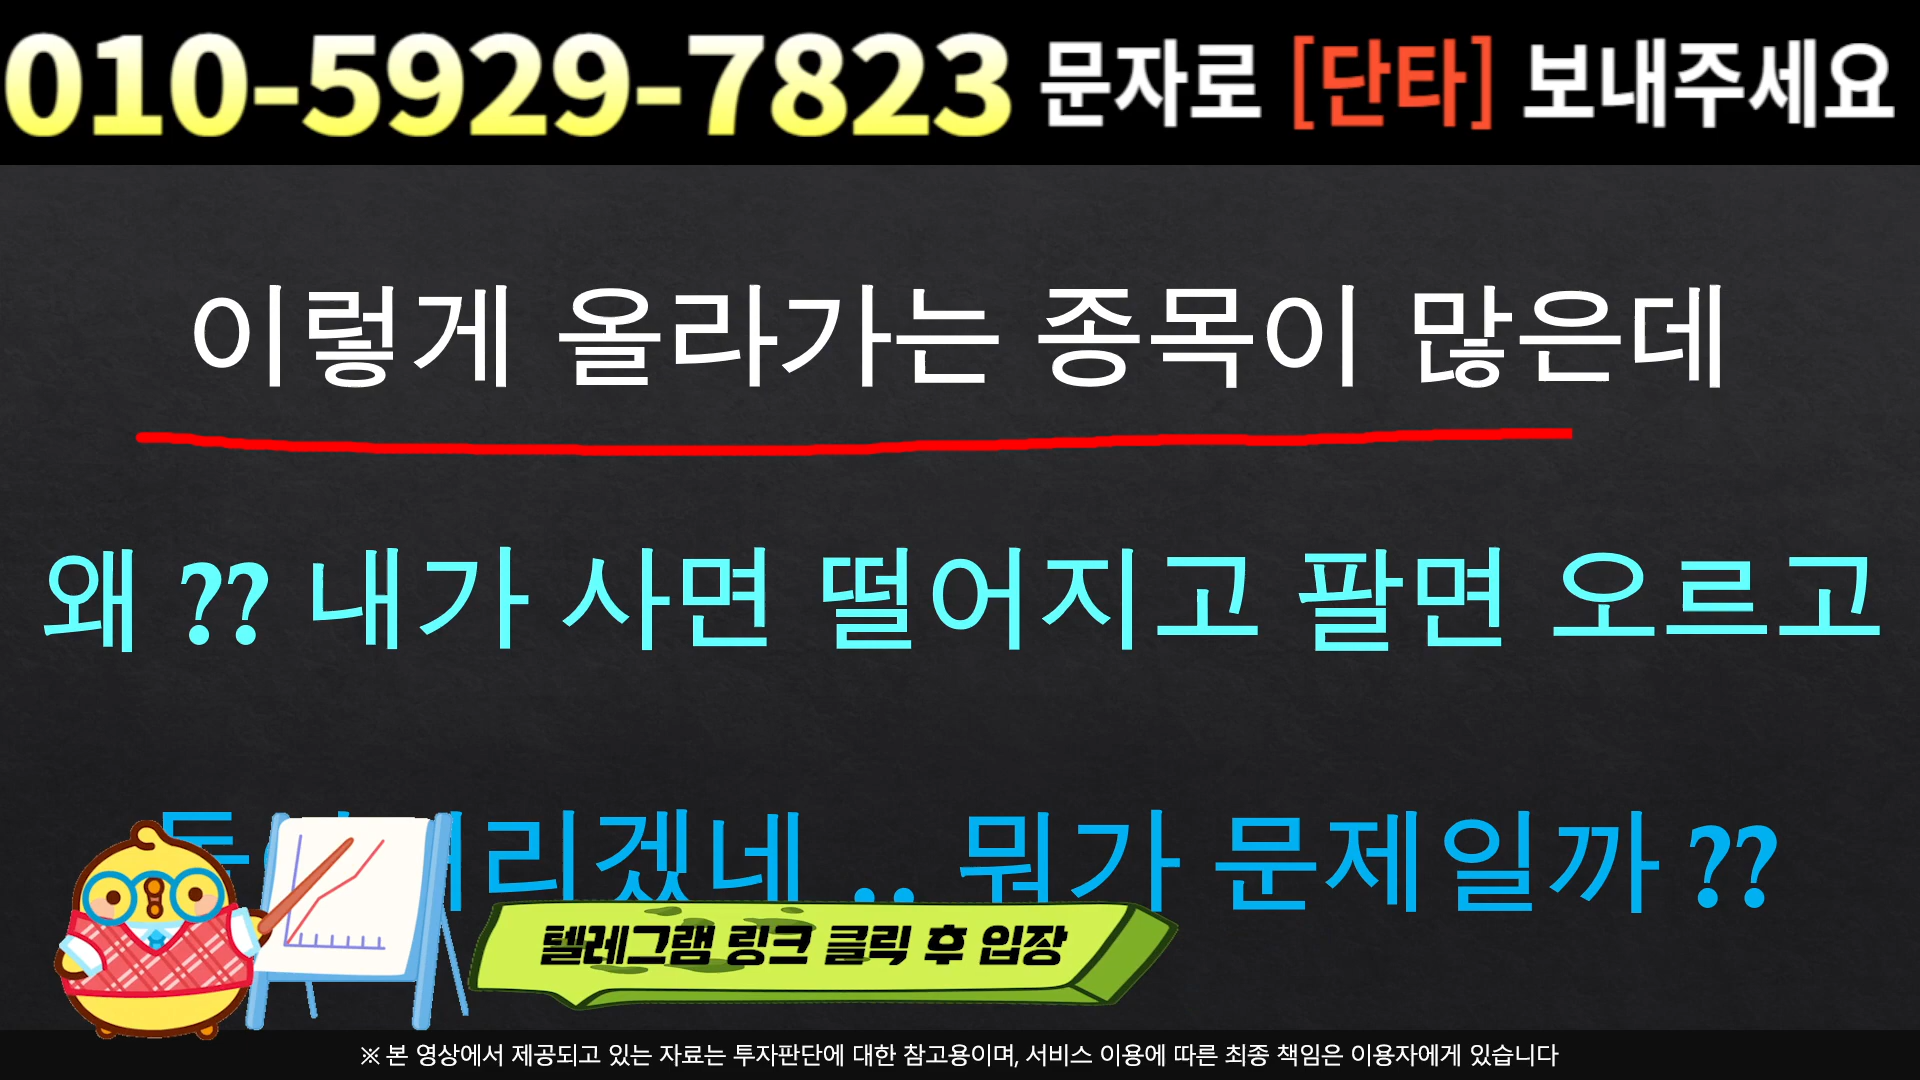 010-5929-7823 문자로 [단타] 보내주세요
이렇게 올라가는 종목이 많은데
왜 ?? 내가 사면 떨어지고 팔면 오르고
뭐가 문제일까 ??
텔레그램 링크 클릭 후 입장
※ 본 영상에서 제공되고 있는 자료는 투자판단에 대한 참고용이며, 서비스 이용에 따른 최종 책임은 이용자에게 있습니다